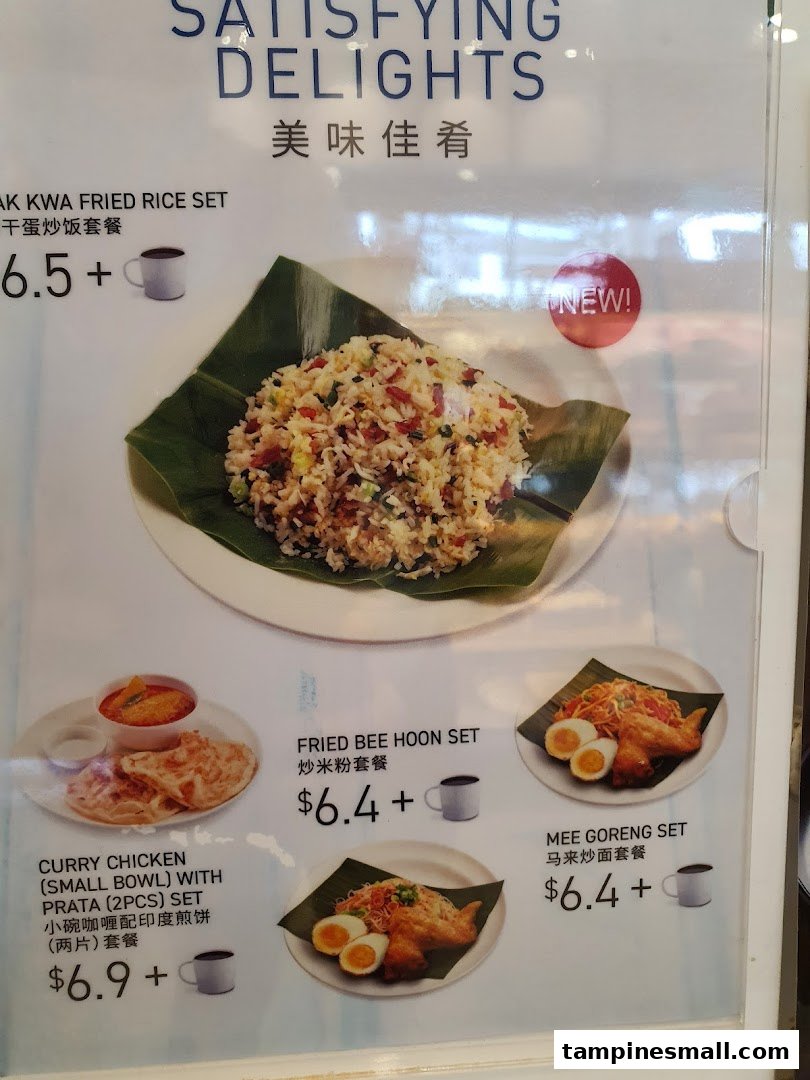 SATISFYING
DELIGHTS
美味佳肴
AK KWA FRIED RICE SET
干蛋炒饭套餐
6.5 +
NEW!
FRIED BEE HOON SET
炒米粉套餐
$6.4 +
MEE GORENG SET
马来炒面套餐
$6.4 +
CURRY CHICKEN
(SMALL BOWL) WITH
PRATA (2PCS) SET
小碗咖喱配印度煎饼
(两片) 套餐
$6.9 +
tampinesmall.com